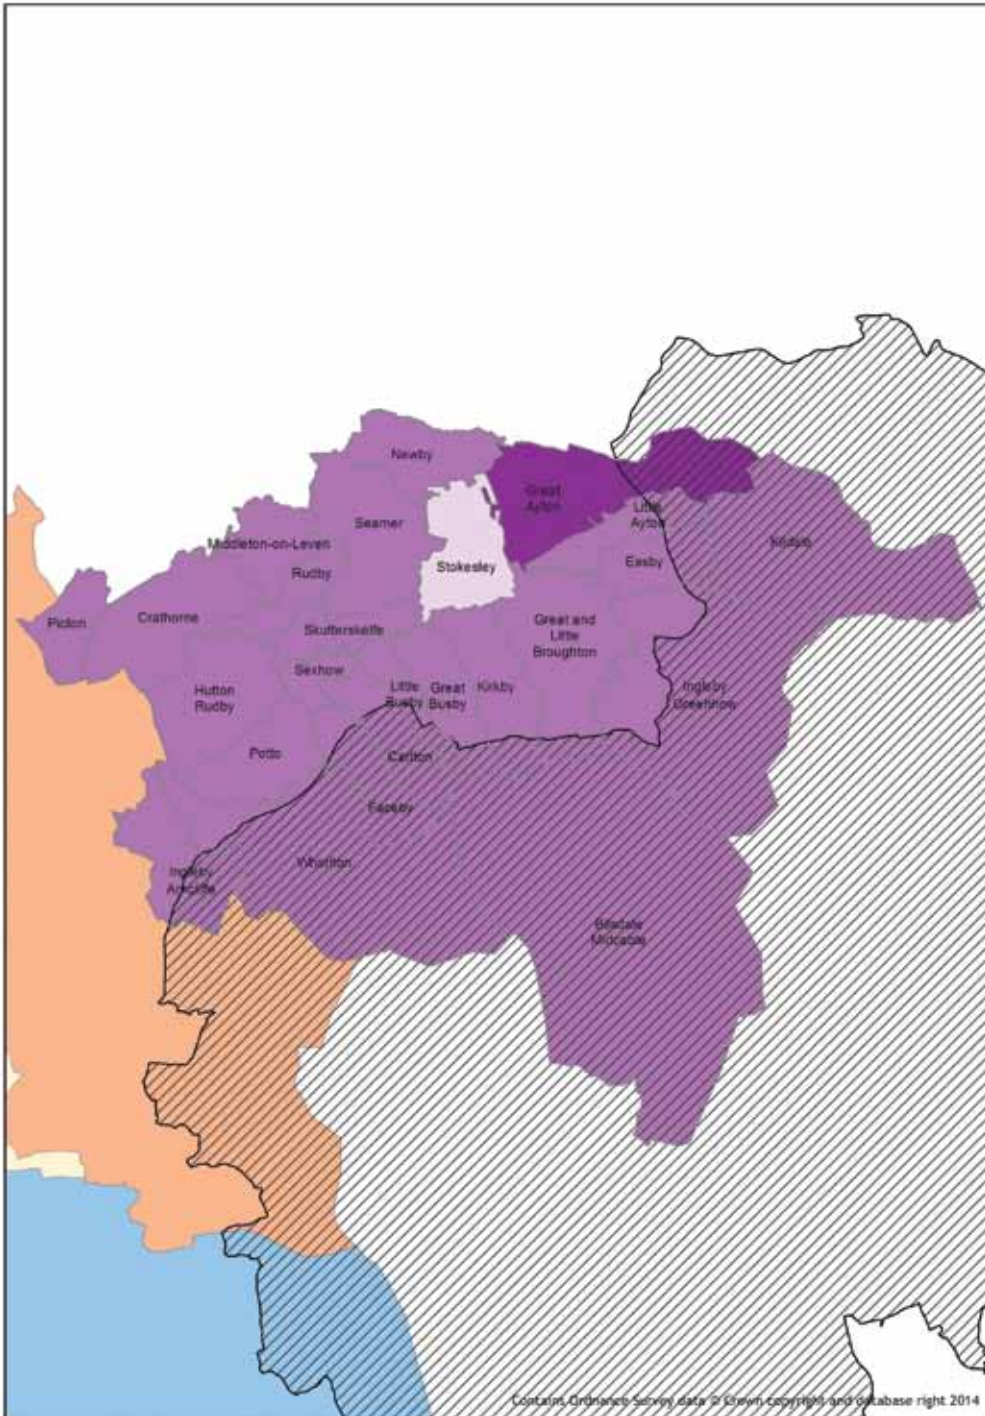 Newby
Great
Ayton
Little
Ayton
Seamer
Kildale
Middleton-on-Leven
Easby
Stokesley
Rudby
Picton
Crathorne
Great and
Little
Broughton
Skutterskelfe
Sexhow
Hutton
Rudby
Little
Busby
Great
Busby
Kirkby
Ingleby
Greenhow
Potto
Carlton
Faceby
Whorlton
Ingleby
Arncliffe
Bilsdale
Midcable
Contains Ordnance Survey data © Crown copyright and database right 2014